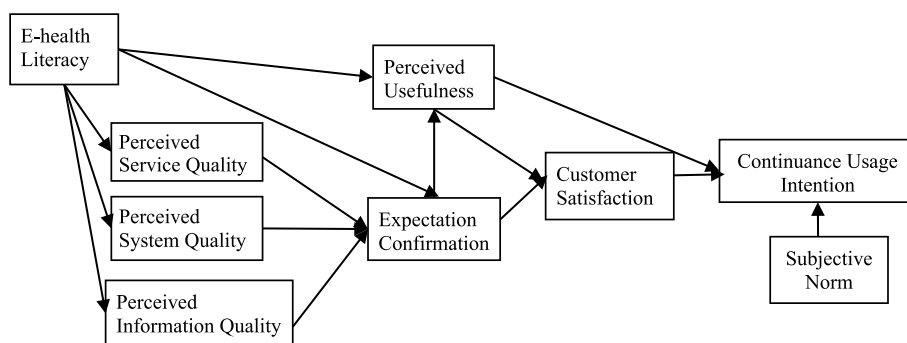 E-health
Literacy
Perceived
Usefulness
Perceived
Service Quality
Customer
Satisfaction
Continuance Usage
Intention
Perceived
System Quality
Expectation
Confirmation
Subjective
Norm
Perceived
Information Quality